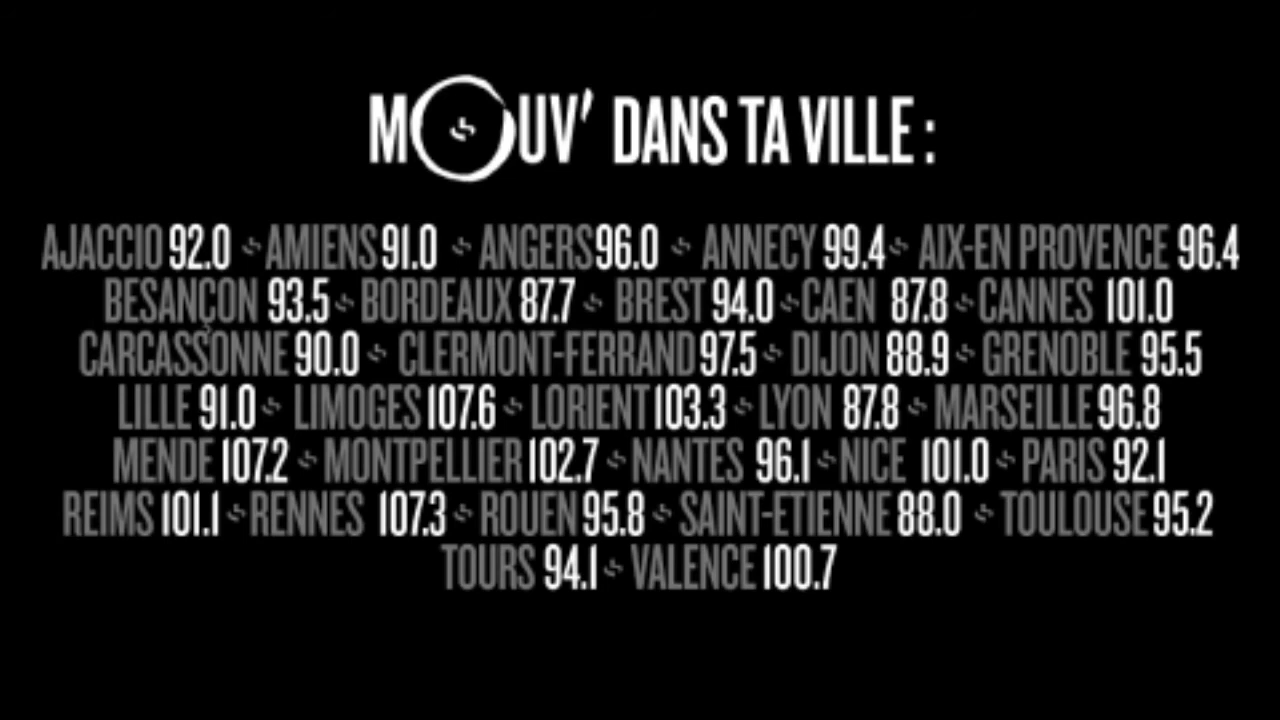 MOUV' DANS TA VILLE :
AJACCIO 92.0 AMIENS 91.0 ANGERS 96.0 ANNECY 99.4 AIX-EN PROVENCE 96.4
BESANÇON 93.5 BORDEAUX 87.7 BREST 94.0 CAEN 87.8 CANNES 101.0
CARCASSONNE 90.0 CLERMONT-FERRAND 97.5 DIJON 88.9 GRENOBLE 95.5
LILLE 91.0 LIMOGES 107.6 LORIENT 103.3 LYON 87.8 MARSEILLE 96.8
MENDE 107.2 MONTPELLIER 102.7 NANTES 96.1 NICE 101.0 PARIS 92.1
REIMS 101.1 RENNES 107.3 ROUEN 95.8 SAINT-ETIENNE 88.0 TOULOUSE 95.2
TOURS 94.1 VALENCE 100.7